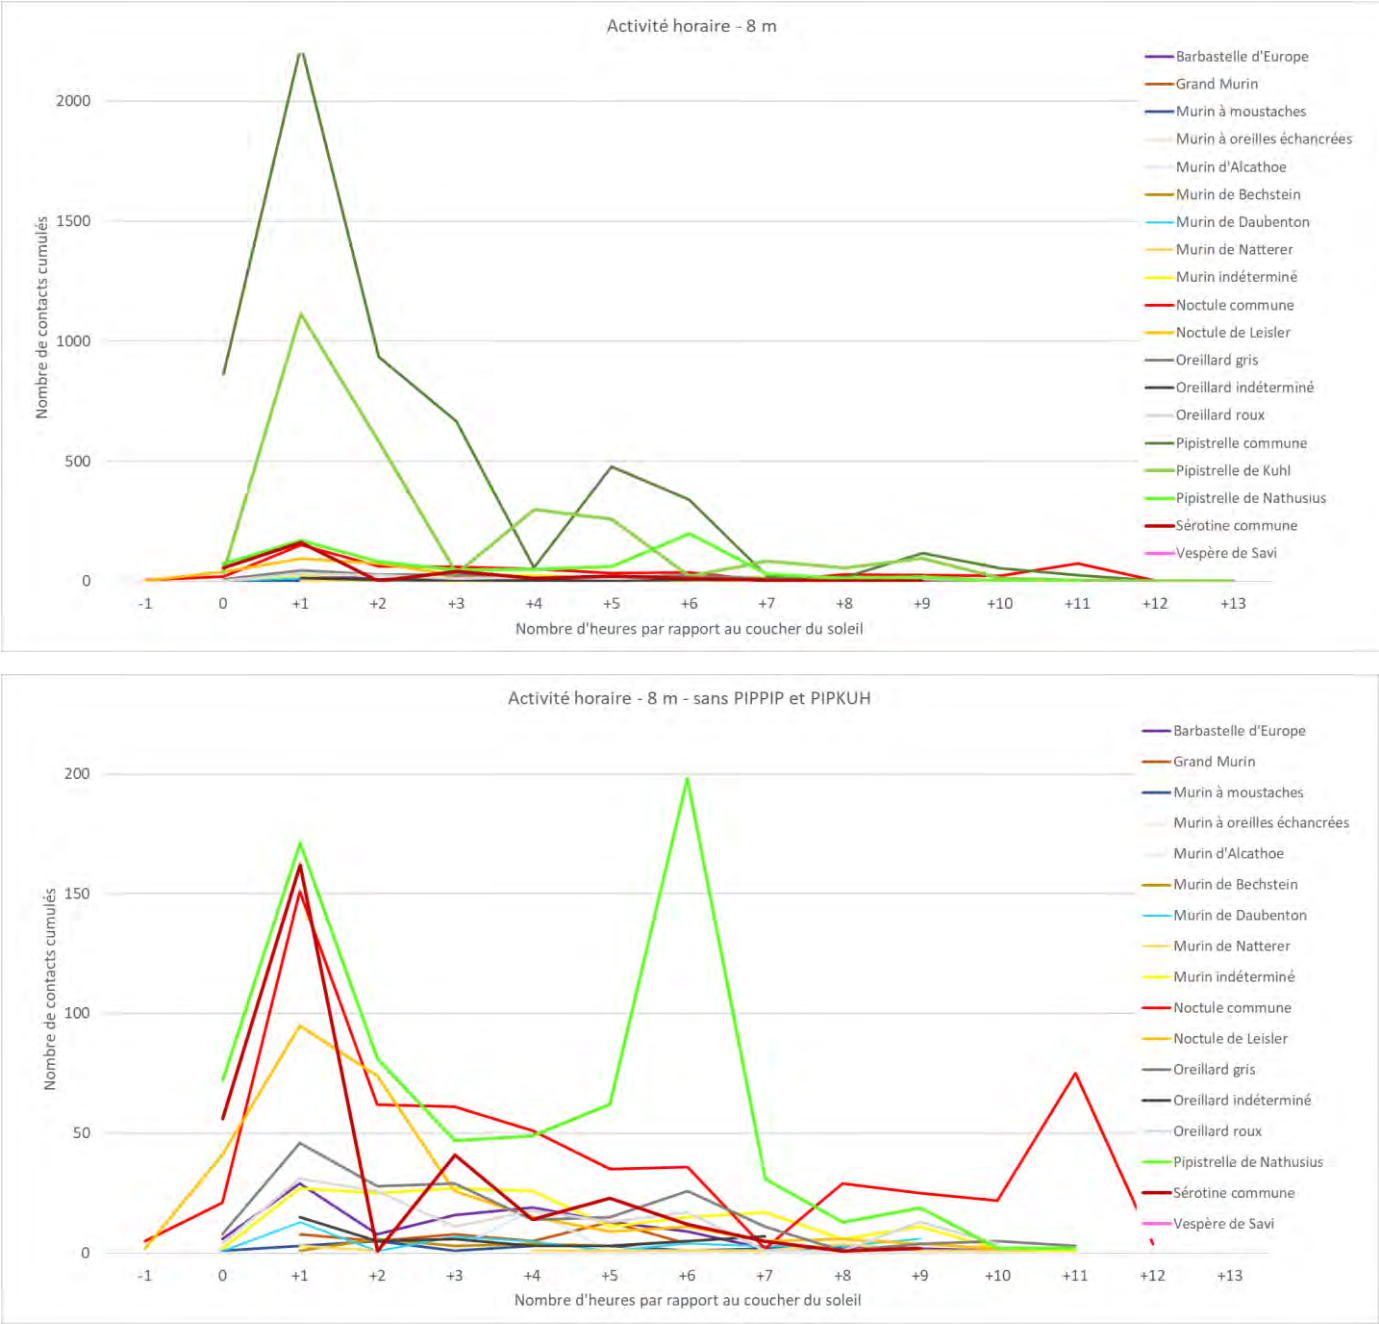 Activité horaire - 8 m
Nombre de contacts cumulés
2000
1500
1000
500
0
-1 0 +1 +2 +3 +4 +5 +6 +7 +8 +9 +10 +11 +12 +13
Nombre d'heures par rapport au coucher du soleil
Barbastelle d'Europe
Grand Murin
Murin à moustaches
Murin à oreilles échancrées
Murin d'Alcathoe
Murin de Bechstein
Murin de Daubenton
Murin de Natterer
Murin indéterminé
Noctule commune
Noctule de Leisler
Oreillard gris
Oreillard indéterminé
Oreillard roux
Pipistrelle commune
Pipistrelle de Kuhl
Pipistrelle de Nathusius
Sérotine commune
Vespère de Savi
Activité horaire - 8 m - sans PIPPIP et PIPKUH
Nombre de contacts cumulés
200
150
100
50
0
-1 0 +1 +2 +3 +4 +5 +6 +7 +8 +9 +10 +11 +12 +13
Nombre d'heures par rapport au coucher du soleil
Barbastelle d'Europe
Grand Murin
Murin à moustaches
Murin à oreilles échancrées
Murin d'Alcathoe
Murin de Bechstein
Murin de Daubenton
Murin de Natterer
Murin indéterminé
Noctule commune
Noctule de Leisler
Oreillard gris
Oreillard indéterminé
Oreillard roux
Pipistrelle de Nathusius
Sérotine commune
Vespère de Savi